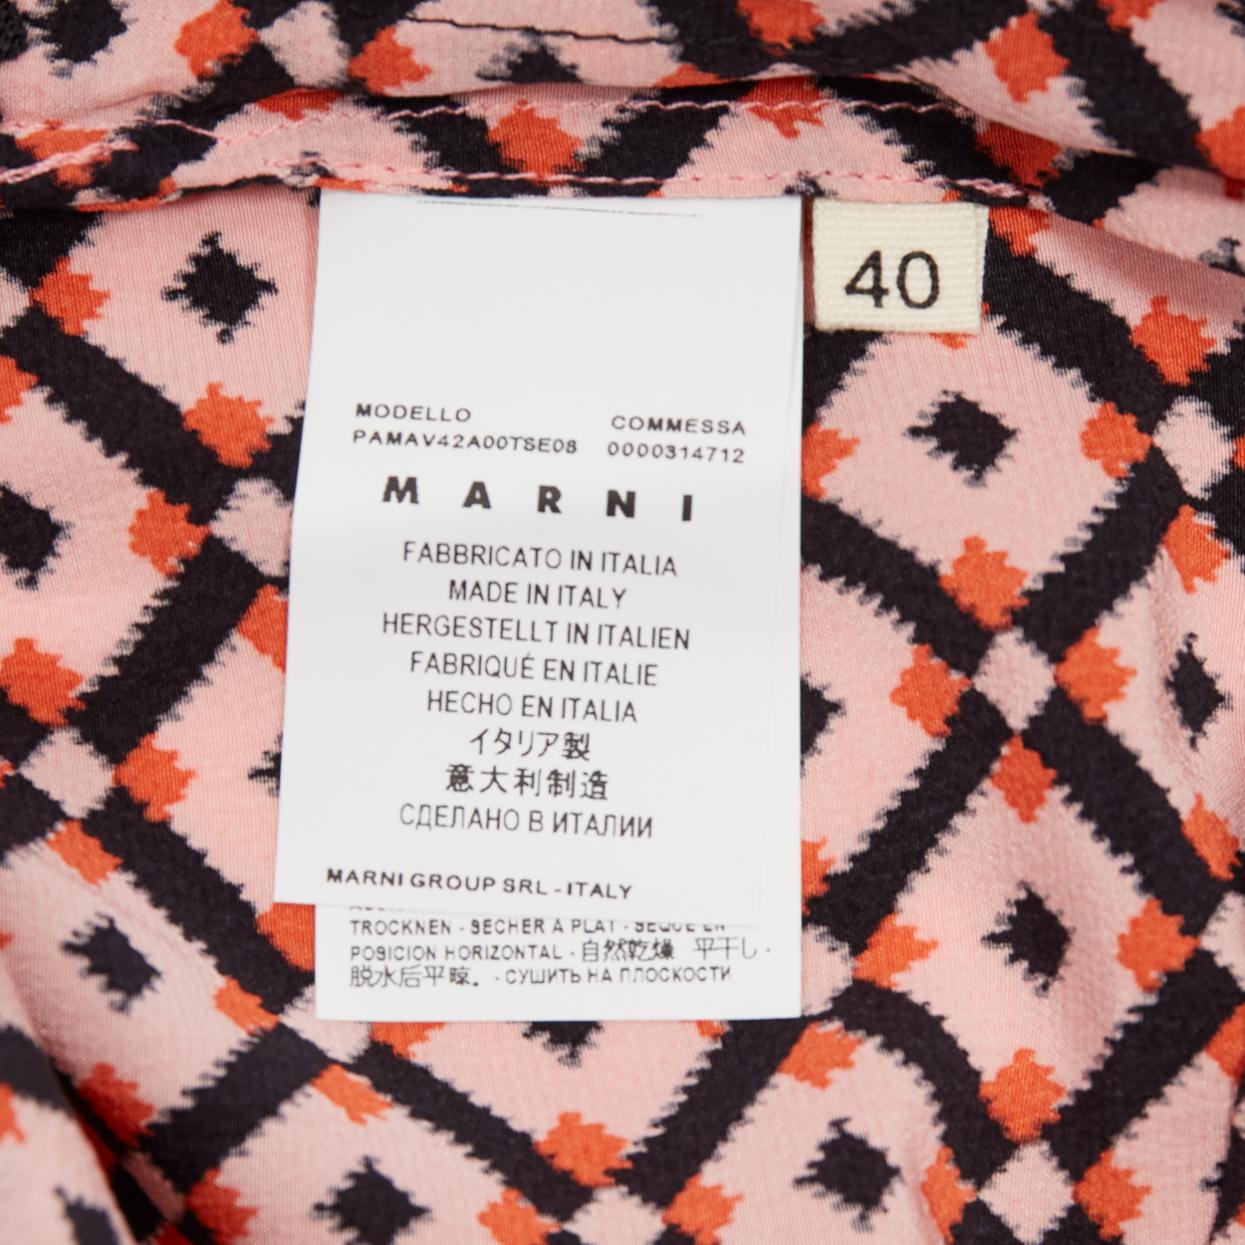 40
MODELLO COMMESSA
PAMAV42A00TSE08 0000314712
MARNI
FABBRICATO IN ITALIA
MADE IN ITALY
HERGESTELLT IN ITALIEN
FABRIQUÉ EN ITALIE
HECHO EN ITALIA
イタリア製
意大利制造
СДЕЛАНО В ИТАЛИИ
MARNI GROUP SRL - ITALY
TROCKNEN - SECHER A PLAT - SEQUE EN
POSICION HORIZONTAL - 自然乾燥 平干し -
脱水后平晾。 - СУШИТЬ НА ПЛОСКОСТИ